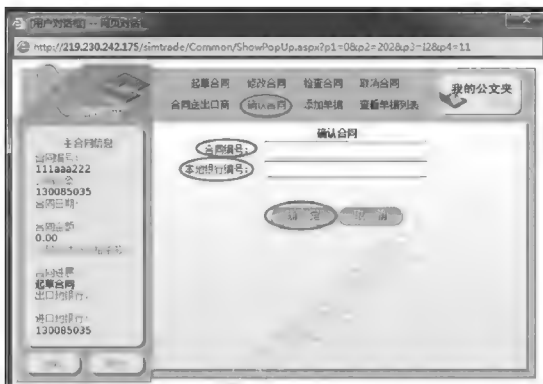 [用户对话框] -- 网页对话框
http://219.230.242.175/simtrade/Common/ShowPopUp.aspx?p1=0&p2=202&p3=12&p4=11
起草合同 修改合同 检查合同 取消合同
合同送出口商 确认合同 添加单据 查看单据列表
我的公文夹
主合同信息
合同编号：
111aaa222
130085035
合同日期：
合同金额：
0.00
合同进展：
起草合同
出口地银行：
进口地银行：
130085035
确认合同
合同编号：
本地银行编号：
确 定
取 消